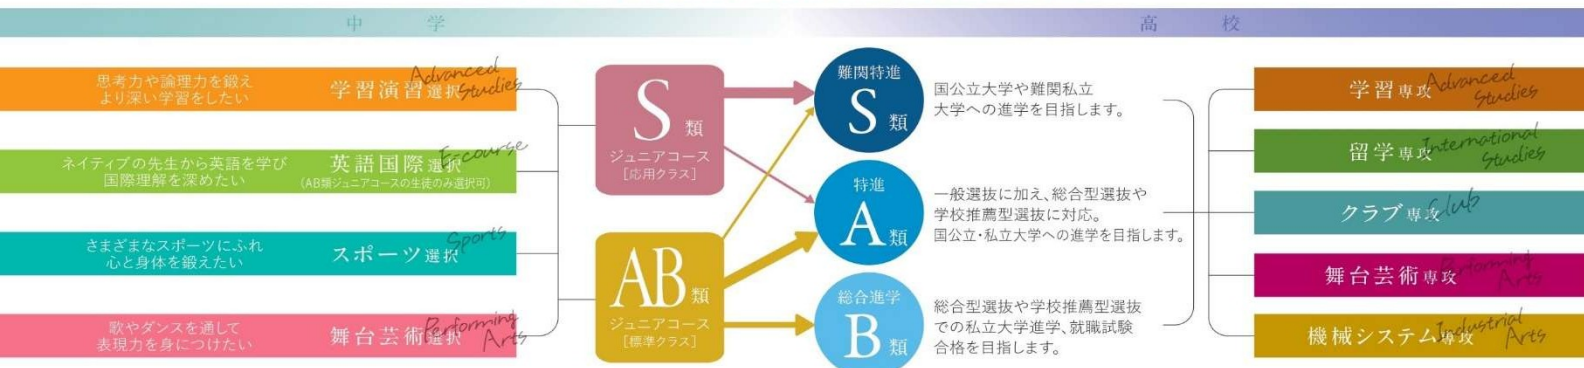 中 学
高 校
思考力や論理力を鍛え
より深い学習をしたい
学習演習選択
Advanced Studies
ネイティブの先生から英語を学び
国際理解を深めたい
英語国際選択
E-course
(AB類ジュニアコースの生徒のみ選択可)
さまざまなスポーツにふれ
心と身体を鍛えたい
スポーツ選択
Sports
歌やダンスを通して
表現力を身につけたい
舞台芸術選択
Performing Arts
S類
ジュニアコース
[応用クラス]
AB類
ジュニアコース
[標準クラス]
難関特進
S類
国公立大学や難関私立
大学への進学を目指します。
特進
A類
一般選抜に加え、総合型選抜や
学校推薦型選抜に対応。
国公立・私立大学への進学を目指します。
総合進学
B類
総合型選抜や学校推薦型選抜
での私立大学進学、就職試験
合格を目指します。
学習専攻
Advanced Studies
留学専攻
International Studies
クラブ専攻
Club
舞台芸術専攻
Performing Arts
機械システム専攻
Industrial Arts